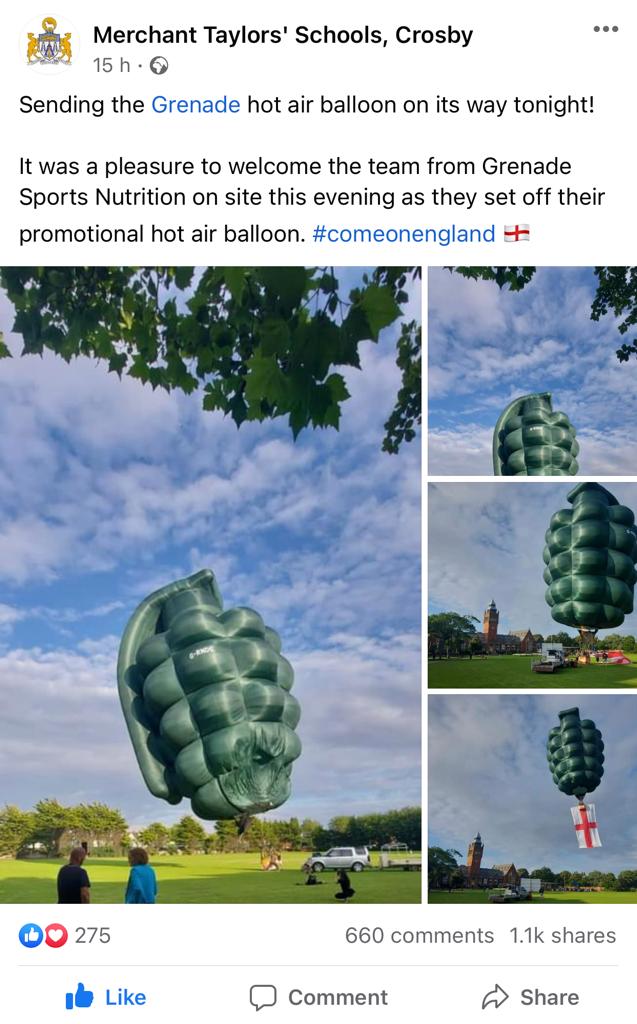 Merchant Taylors' Schools, Crosby
15 h ·
Sending the Grenade hot air balloon on its way tonight!
It was a pleasure to welcome the team from Grenade
Sports Nutrition on site this evening as they set off their
promotional hot air balloon. #comeonengland 🏴󠁧󠁢󠁥󠁮󠁧󠁿
G-RNDE
275
660 comments 1.1k shares
Like Comment Share